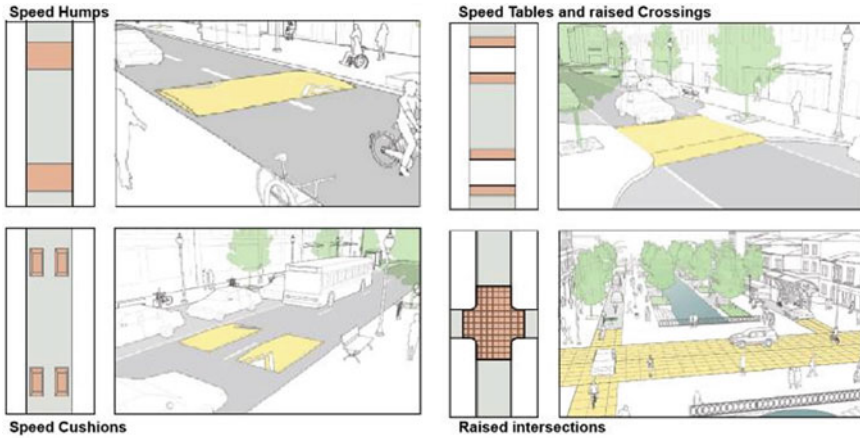 Speed Humps
Speed Tables and raised Crossings
Speed Cushions
Raised intersections